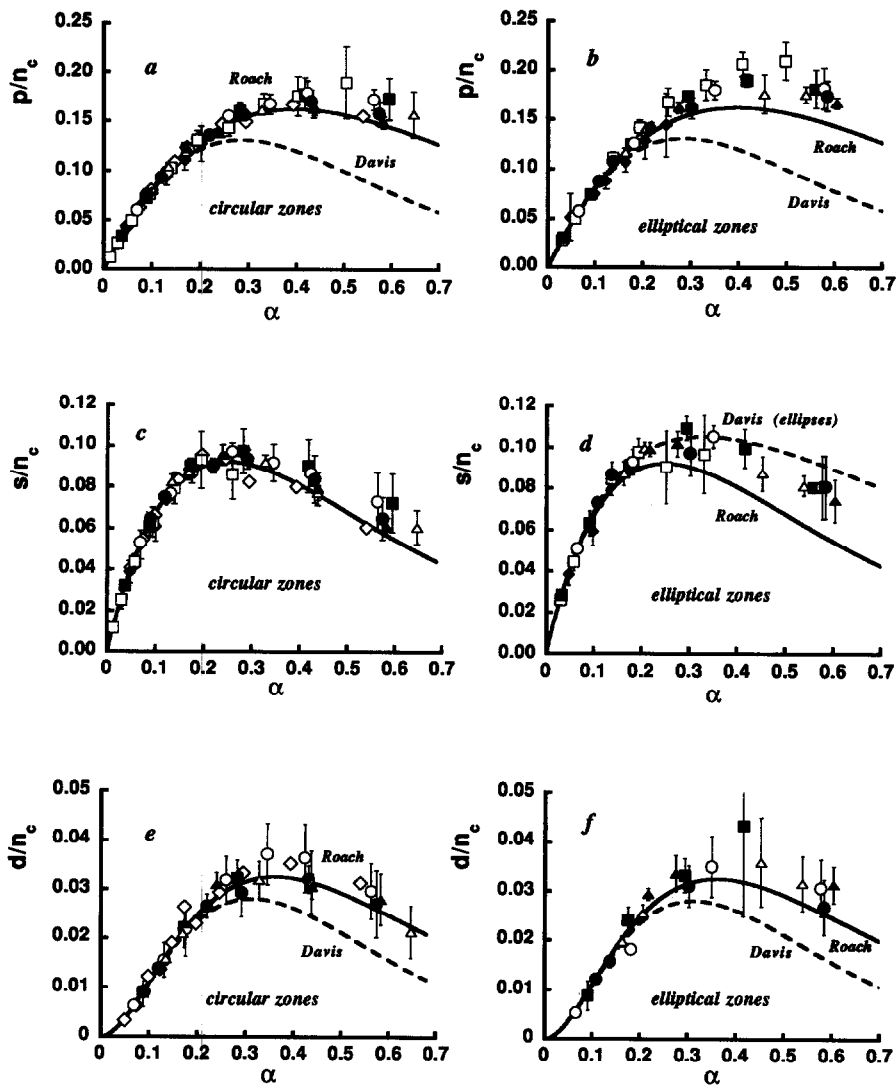 a
p/n_c
0.20
0.15
0.10
0.05
0.00
Roach
Davis
circular zones
0 0.1 0.2 0.3 0.4 0.5 0.6 0.7
α
b
p/n_c
0.25
0.20
0.15
0.10
0.05
0.00
Roach
Davis
elliptical zones
0 0.1 0.2 0.3 0.4 0.5 0.6 0.7
α
c
s/n_c
0.12
0.10
0.08
0.06
0.04
0.02
0.00
circular zones
0 0.1 0.2 0.3 0.4 0.5 0.6 0.7
α
d
s/n_c
0.12
0.10
0.08
0.06
0.04
0.02
0.00
Davis (ellipses)
Roach
elliptical zones
0 0.1 0.2 0.3 0.4 0.5 0.6 0.7
α
e
d/n_c
0.05
0.04
0.03
0.02
0.01
0
Roach
Davis
circular zones
0 0.1 0.2 0.3 0.4 0.5 0.6 0.7
α
f
d/n_c
0.05
0.04
0.03
0.02
0.01
0
Davis
Roach
elliptical zones
0 0.1 0.2 0.3 0.4 0.5 0.6 0.7
α